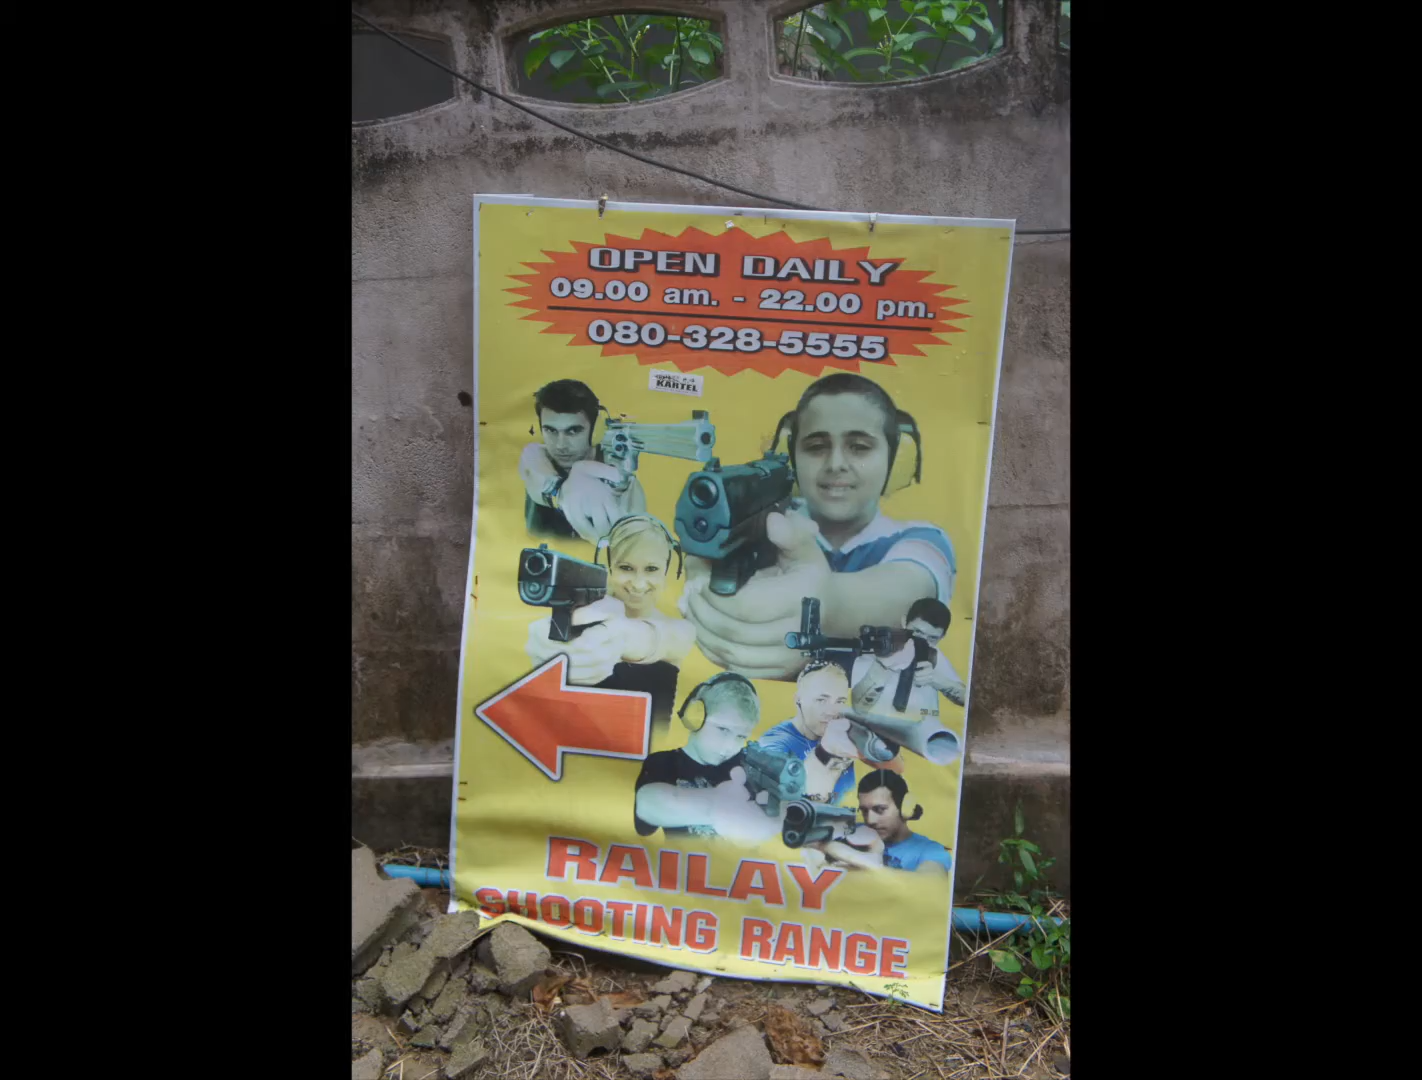 OPEN DAILY
09.00 am. - 22.00 pm.
080-328-5555
KARTEL
RAILAY
SHOOTING RANGE